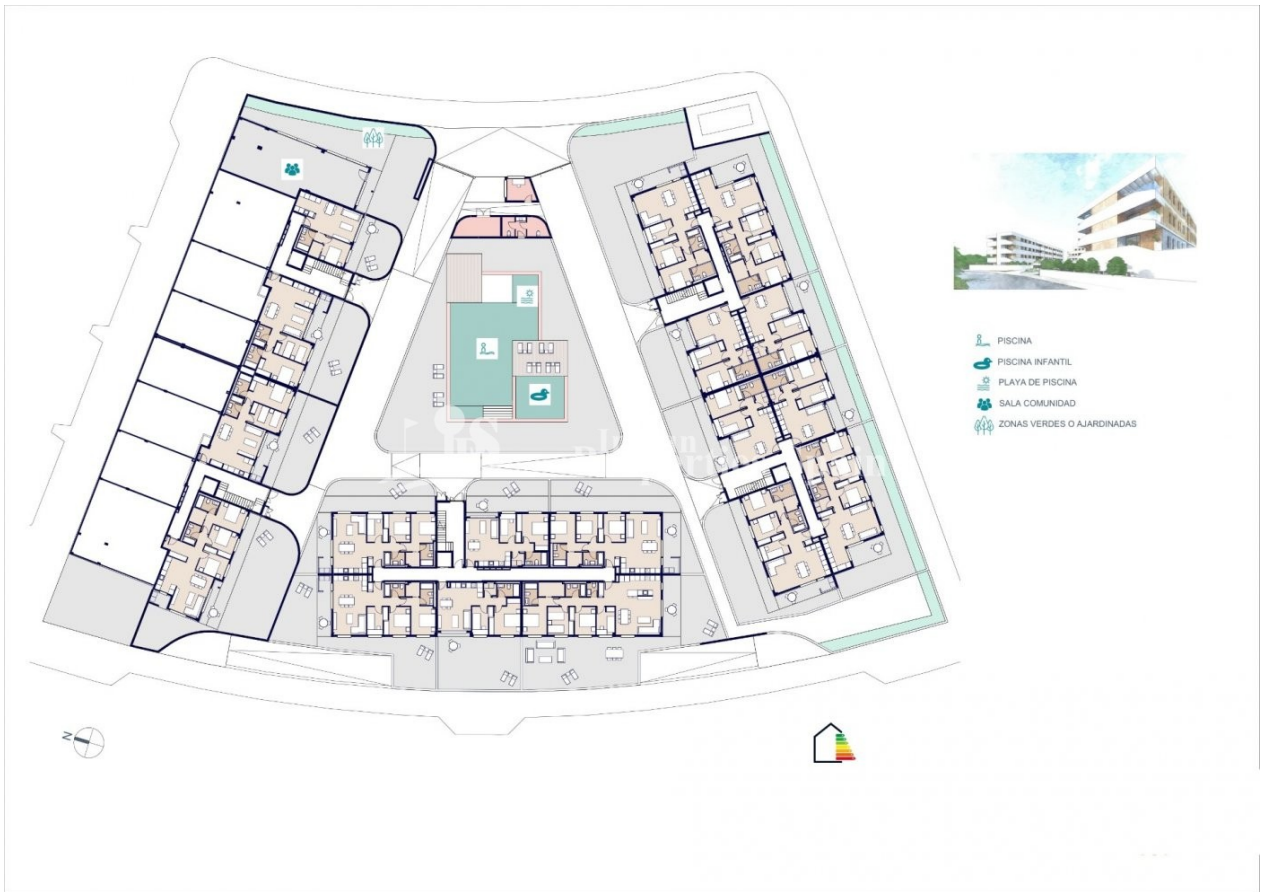 PISCINA
PISCINA INFANTIL
PLAYA DE PISCINA
SALA COMUNIDAD
ZONAS VERDES O AJARDINADAS
N